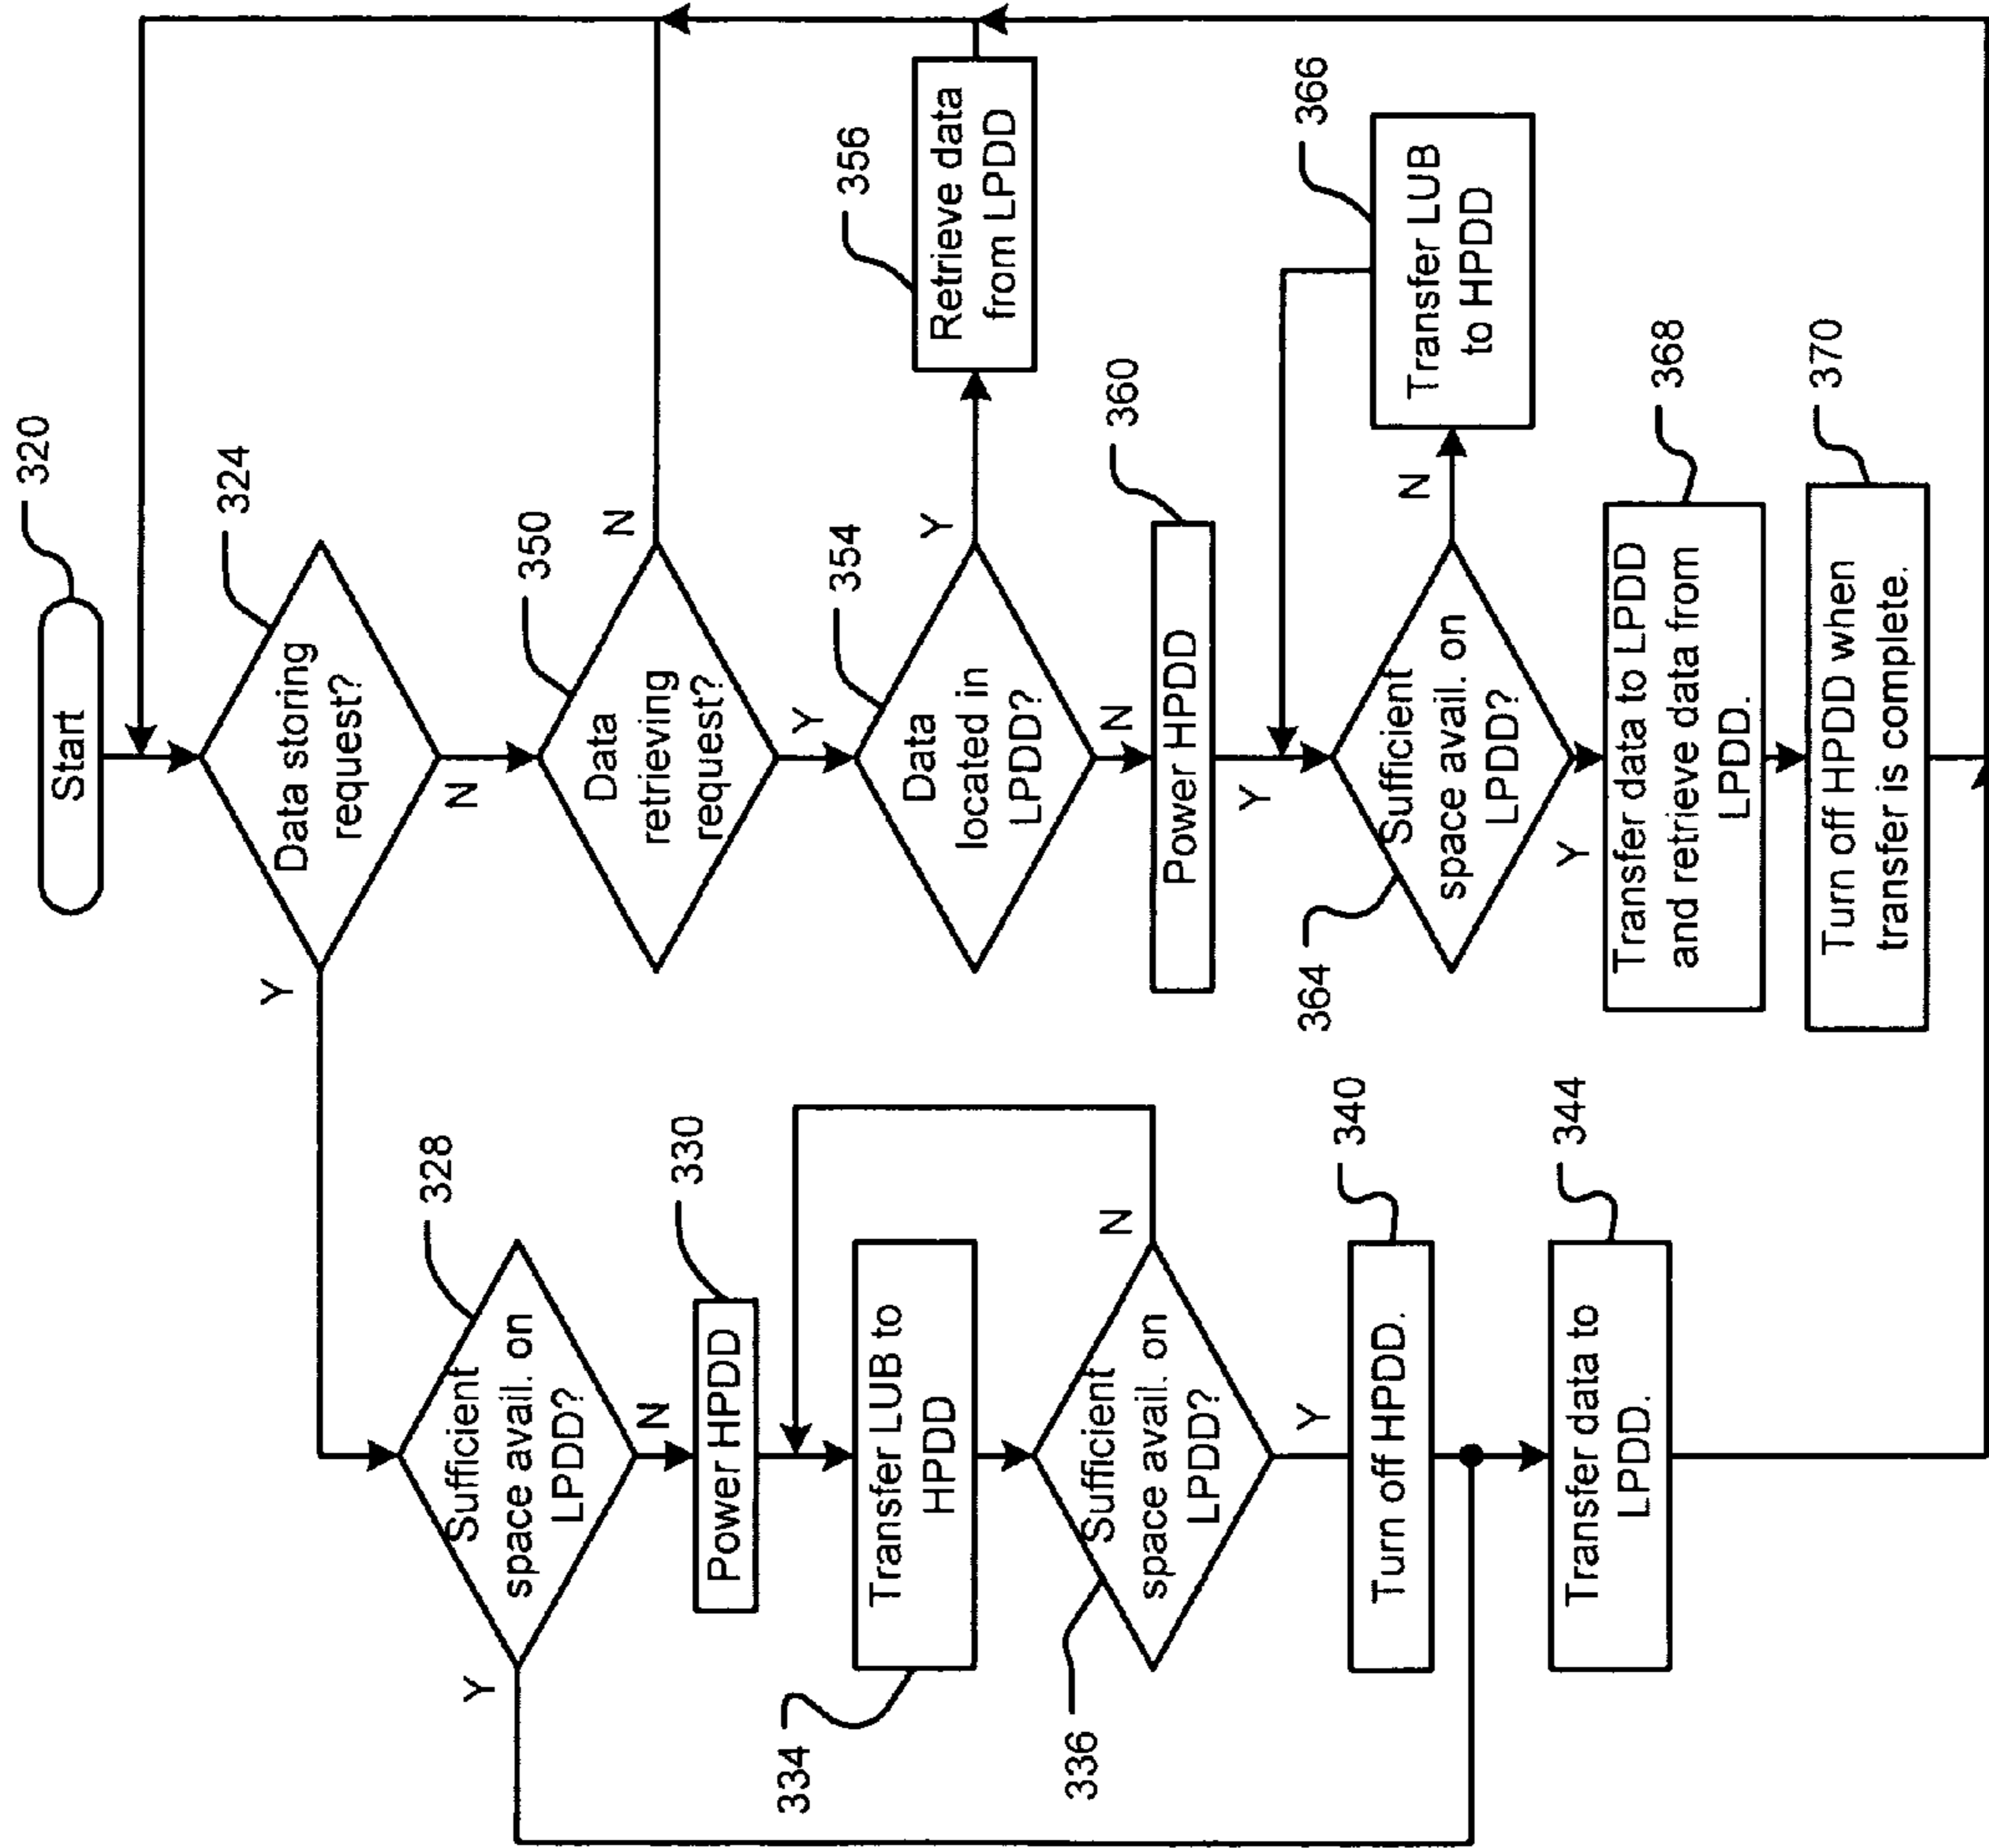 Start
320
Data storing
request?
324
Y
N
Sufficient
space avail. on
LPDD?
328
Y
N
Power HPDD
330
Transfer LUB to
HPDD
334
Sufficient
space avail. on
LPDD?
336
N
Y
Turn off HPDD.
340
Transfer data to
LPDD.
344
Data
retrieving
request?
350
N
Y
Data
located in
LPDD?
354
Y
N
Retrieve data
from LPDD
356
Power HPDD
360
Y
Sufficient
space avail. on
LPDD?
364
N
Y
Transfer LUB
to HPDD
366
Transfer data to LPDD
and retrieve data from
LPDD.
368
Turn off HPDD when
transfer is complete.
370